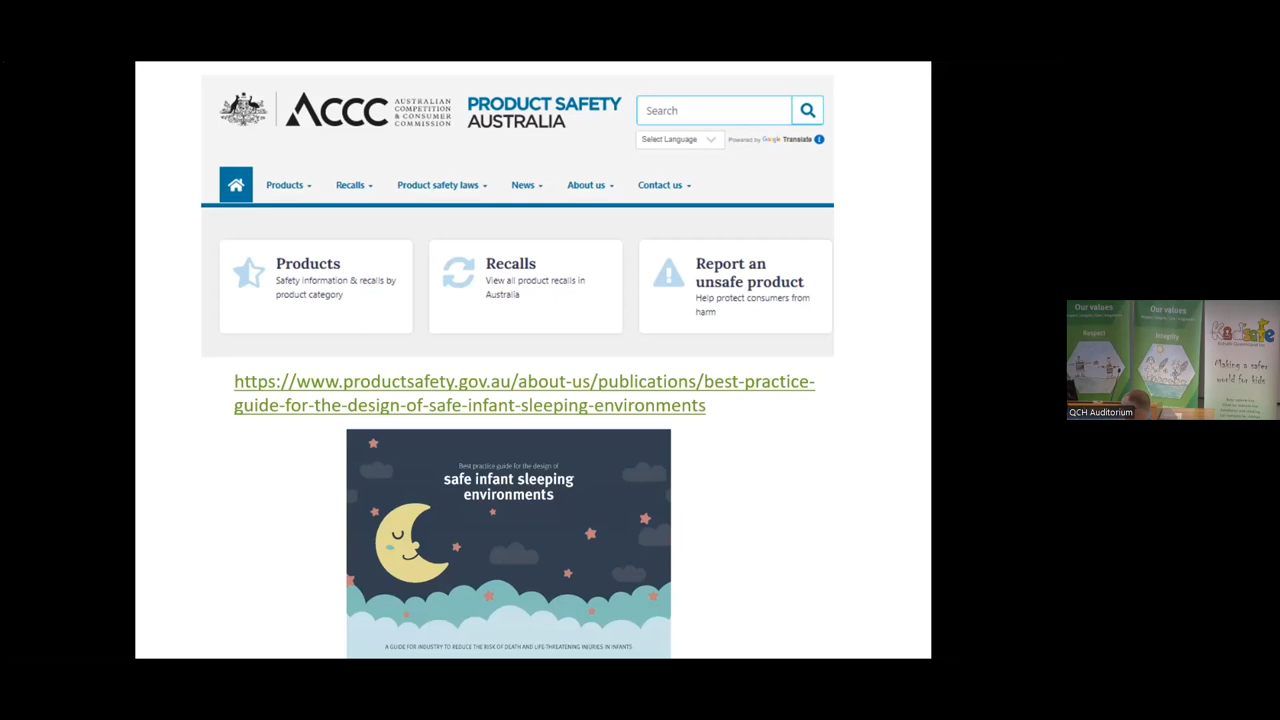 ACCC
AUSTRALIAN
COMPETITION
& CONSUMER
COMMISSION
PRODUCT SAFETY
AUSTRALIA
Search
Select Language
Powered by Google Translate
Products
Recalls
Product safety laws
News
About us
Contact us
Products
Safety information & recalls by
product category
Recalls
View all product recalls in
Australia
Report an
unsafe product
Help protect consumers from
harm
https://www.productsafety.gov.au/about-us/publications/best-practice-
guide-for-the-design-of-safe-infant-sleeping-environments
Best practice guide for the design of
safe infant sleeping
environments
A GUIDE FOR INDUSTRY TO REDUCE THE RISK OF DEATH AND LIFE-THREATENING INJURIES IN INFANTS
Our values
Respect
Our values
Integrity
Kidsafe
Making a safer
world for kids
QCH Auditorium